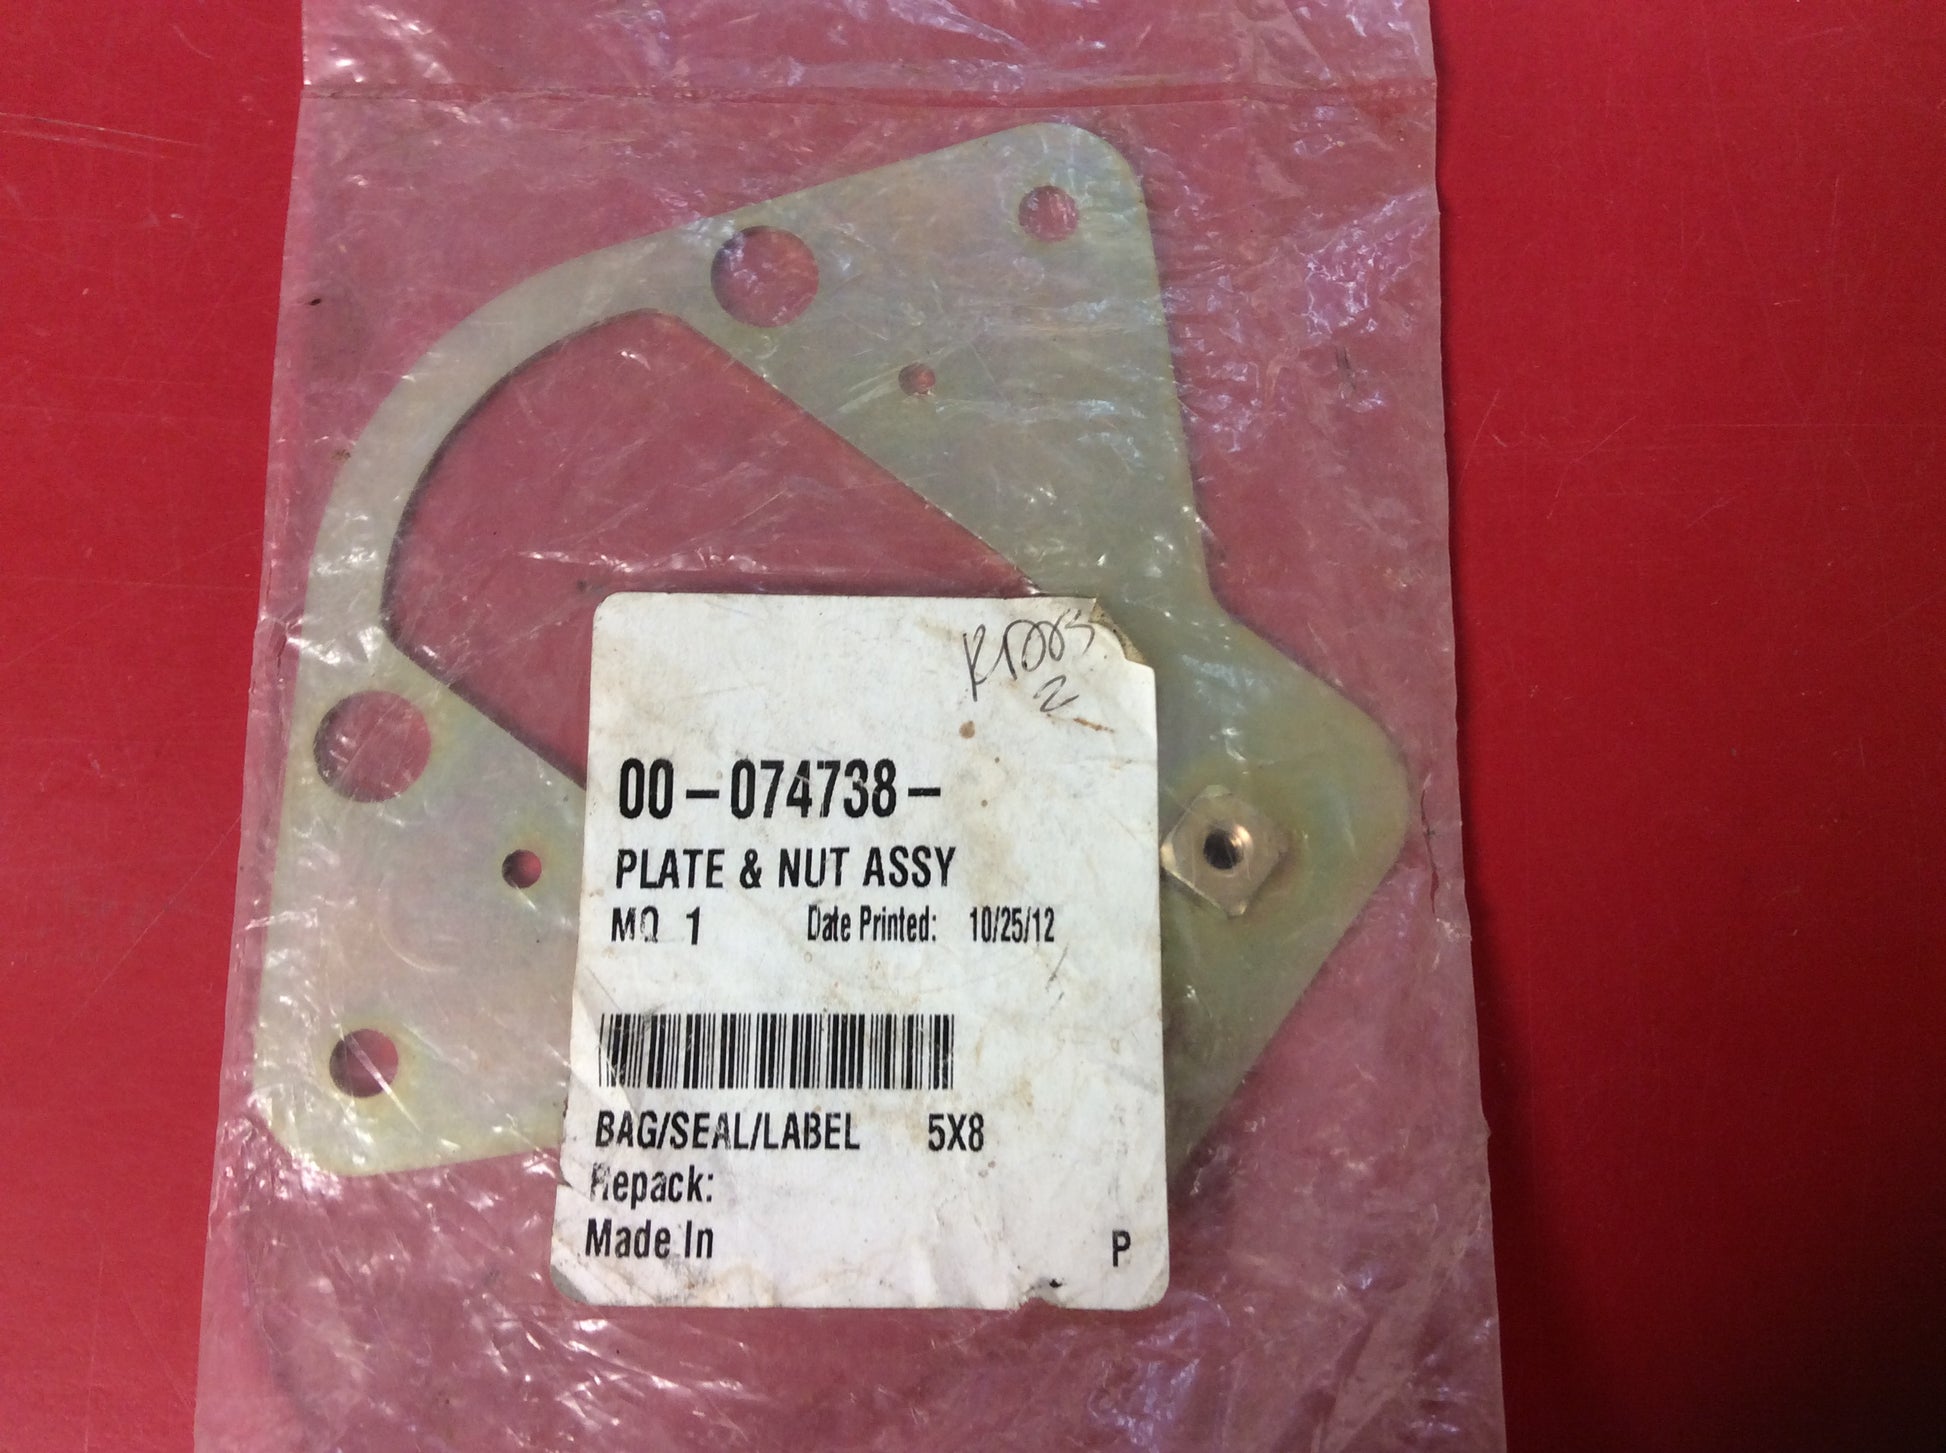 2
00-074738-
PLATE & NUT ASSY
MQ 1 Date Printed: 10/25/12
BAG/SEAL/LABEL 5X8
Repack:
Made In P